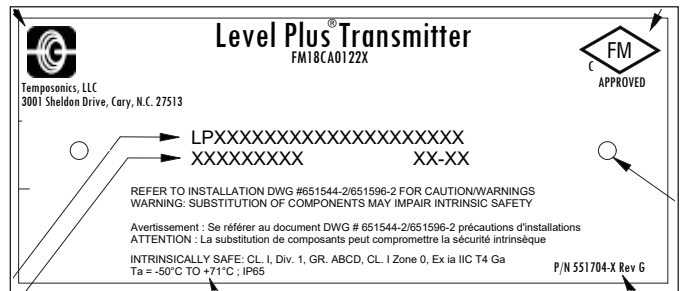 Level Plus® Transmitter
FM18CA0122X
FM
C
APPROVED
Temposonics, LLC
3001 Sheldon Drive, Cary, N.C. 27513
LPXXXXXXXXXXXXXXXXXXXX
XXXXXXXXX XX-XX
REFER TO INSTALLATION DWG #651544-2/651596-2 FOR CAUTION/WARNINGS
WARNING: SUBSTITUTION OF COMPONENTS MAY IMPAIR INTRINSIC SAFETY
Avertissement : Se référer au document DWG # 651544-2/651596-2 précautions d'installations
ATTENTION : La substitution de composants peut compromettre la sécurité intrinsèque
INTRINSICALLY SAFE: CL. I, Div. 1, GR. ABCD, CL. I Zone 0, Ex ia IIC T4 Ga
Ta = -50°C TO +71°C ; IP65
P/N 551704-X Rev G